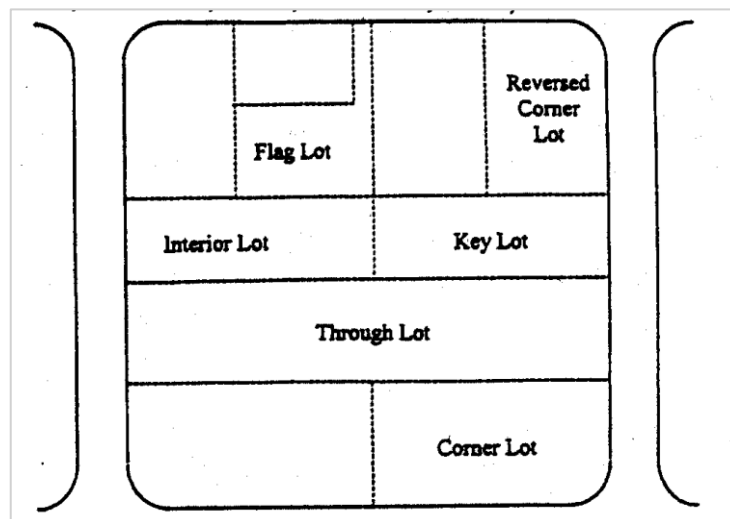 Reversed
Corner
Lot
Flag Lot
Interior Lot
Key Lot
Through Lot
Corner Lot